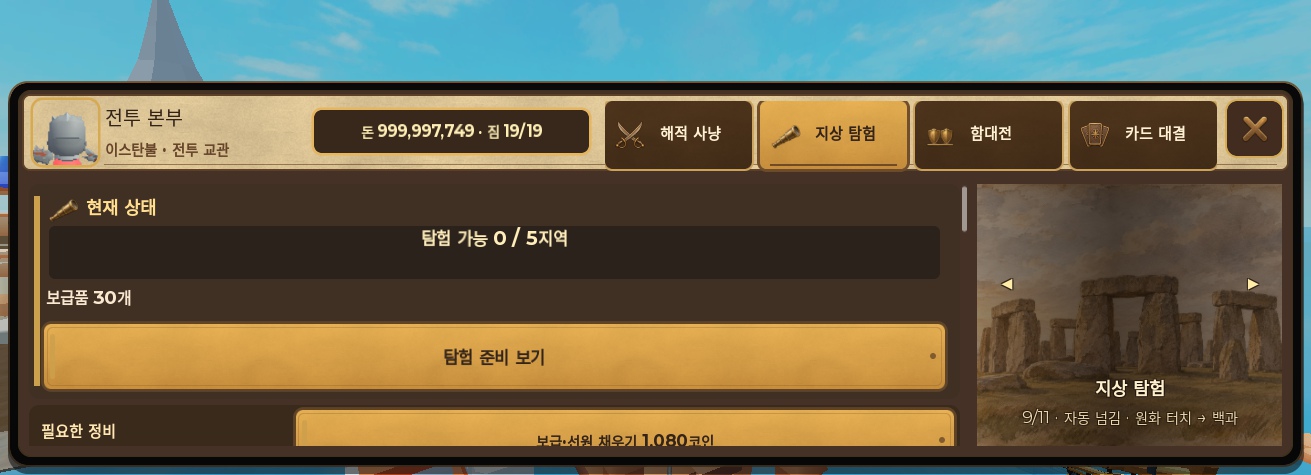 전투 본부
이스탄불 · 전투 교관
돈 999,997,749 · 짐 19/19
해적 사냥
지상 탐험
함대전
카드 대결
현재 상태
탐험 가능 0 / 5지역
보급품 30개
탐험 준비 보기
필요한 정비
보급·선원 채우기 1,080코인
지상 탐험
9/11 · 자동 넘김 · 원화 터치 → 백과